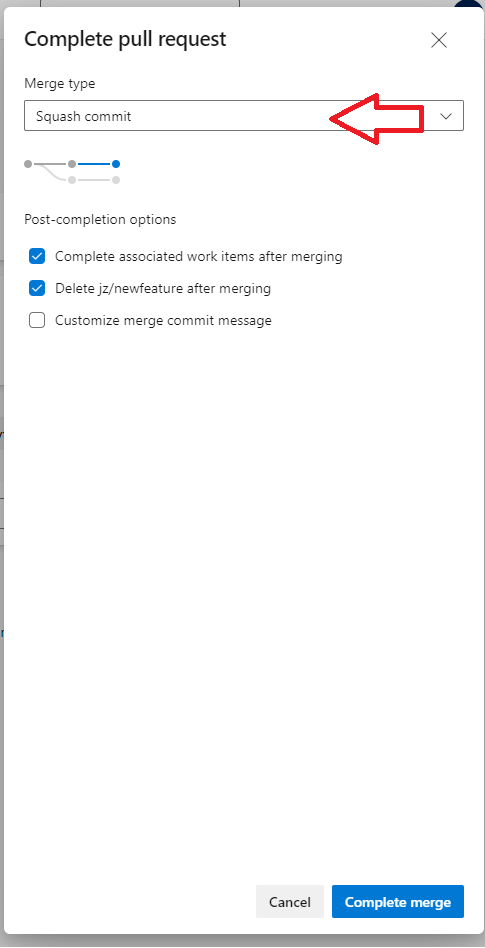 Complete pull request
Merge type
Squash commit
Post-completion options
Complete associated work items after merging
Delete jz/newfeature after merging
Customize merge commit message
Cancel
Complete merge